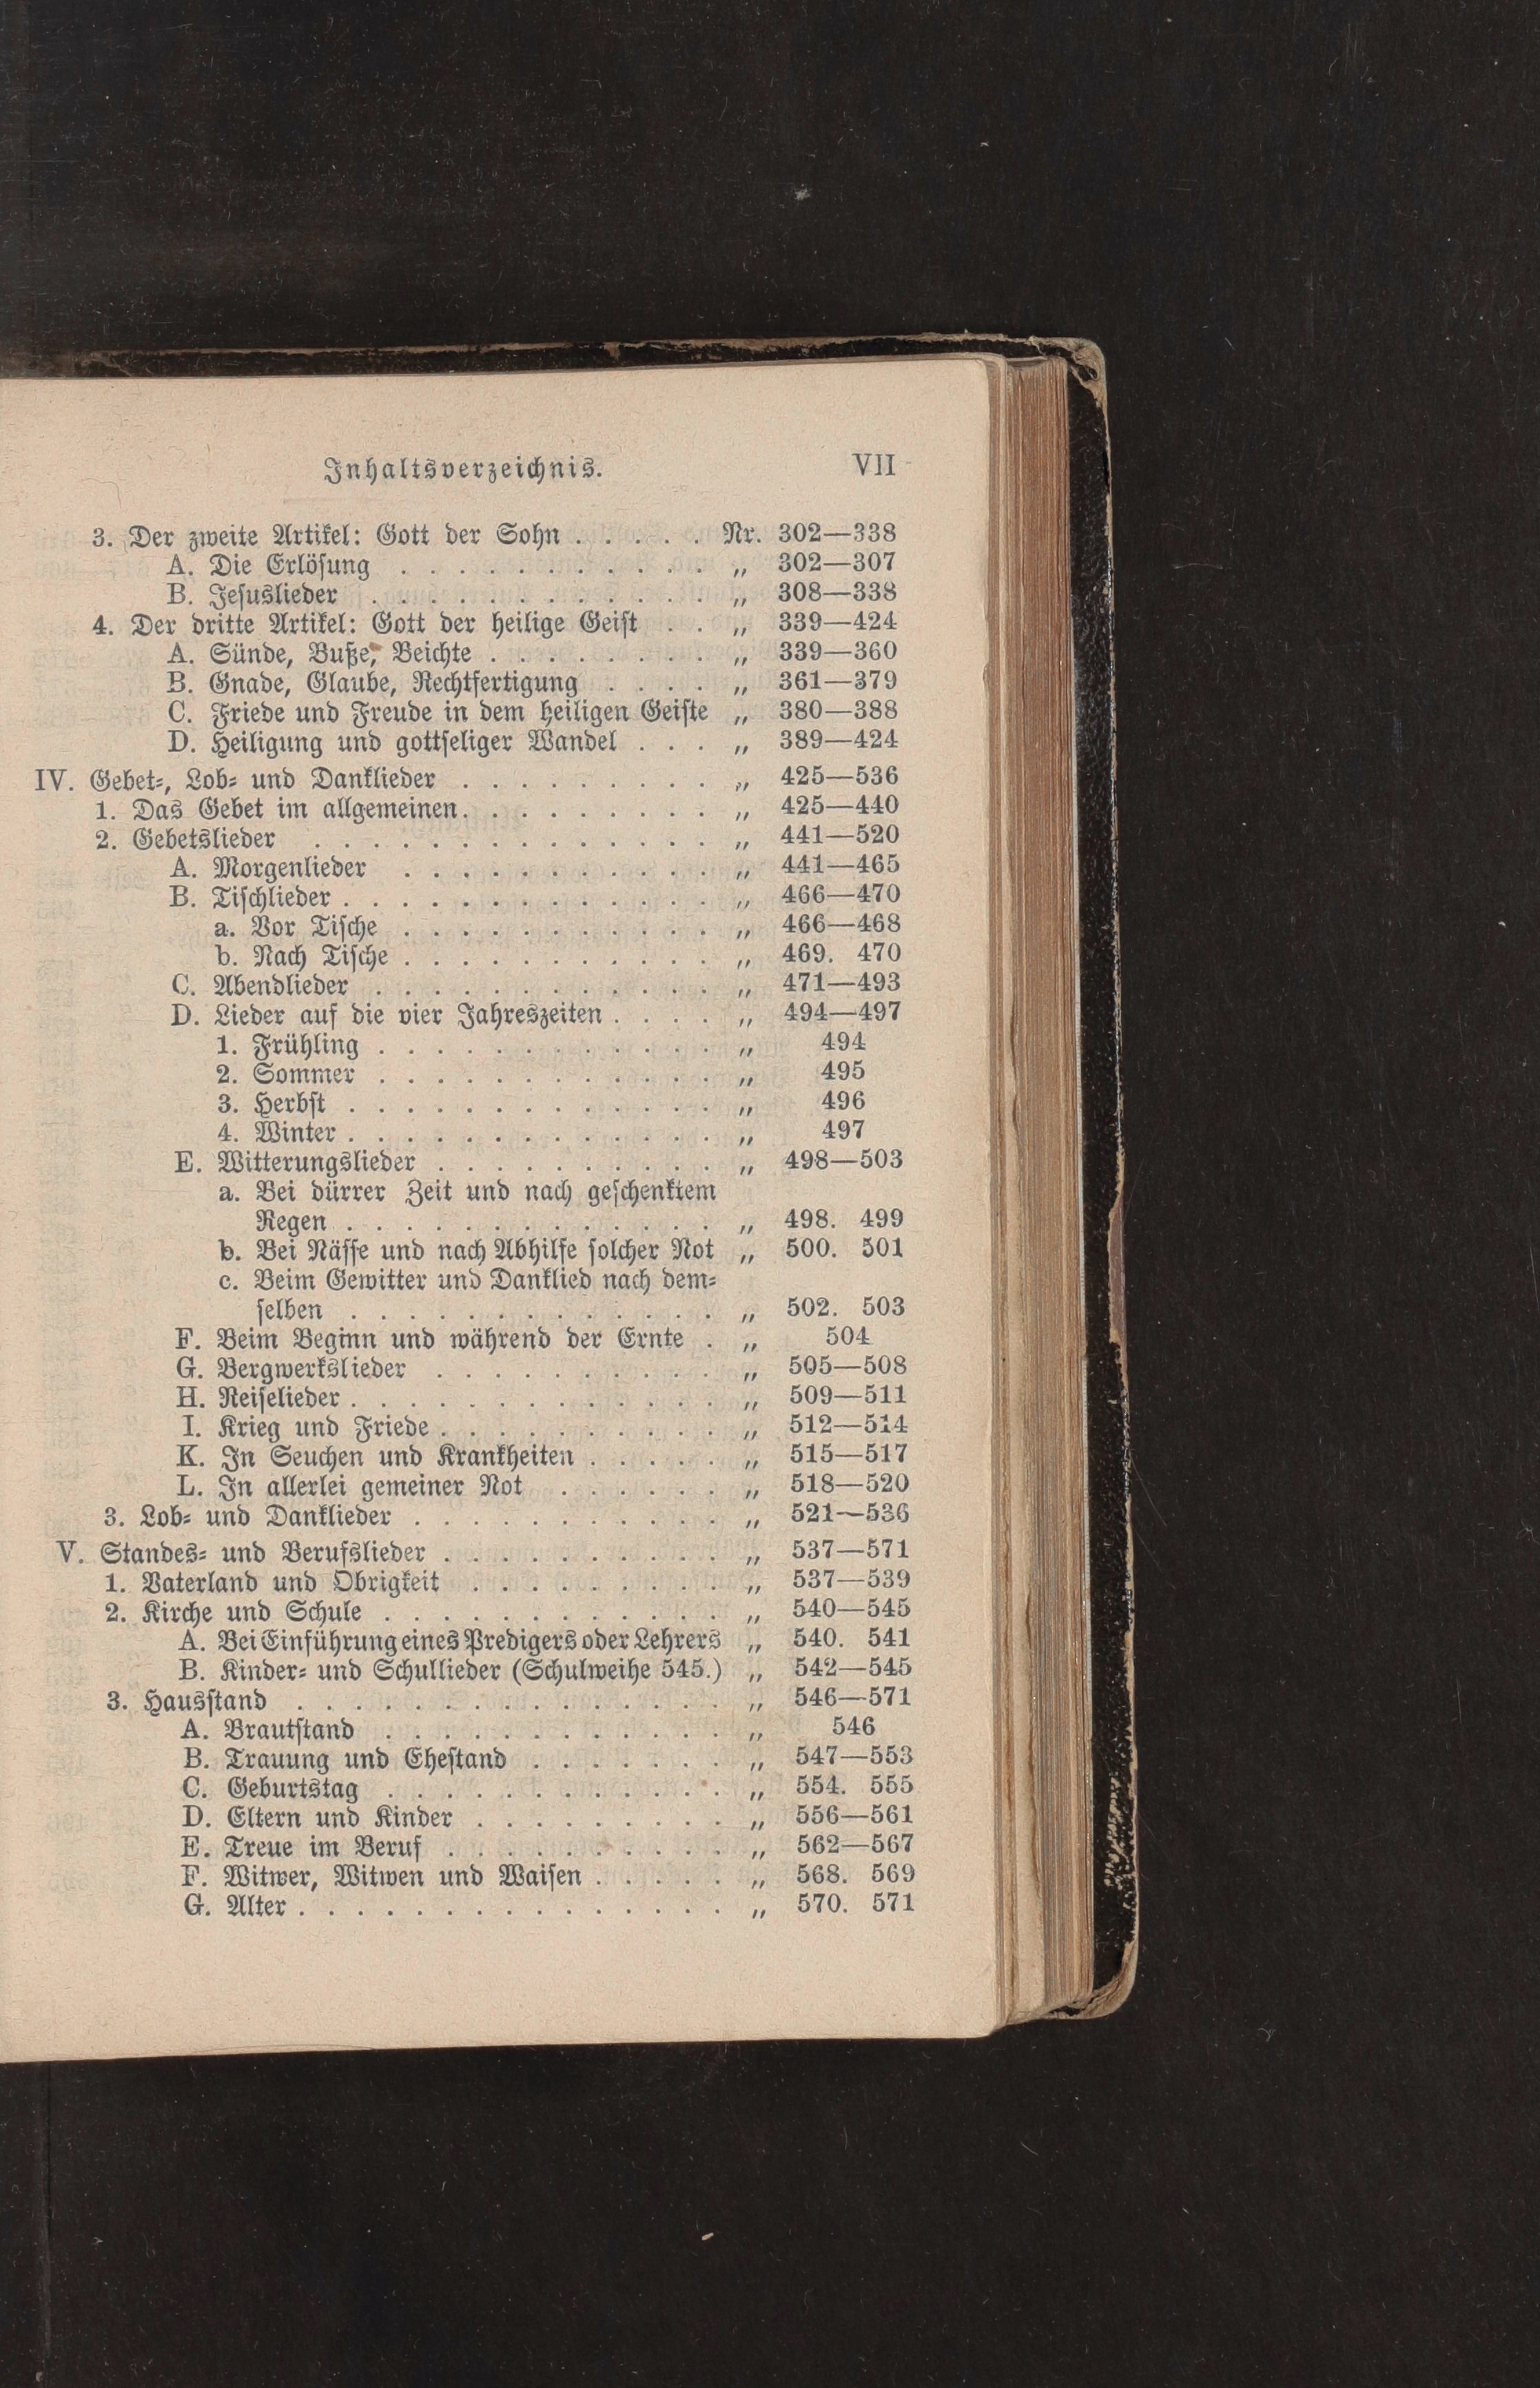 Inhaltsverzeichnis. VII
3. Der zweite Artikel: Gott der Sohn . . . . . Nr. 302—338
A. Die Erlösung . . . . . . . . . . . „ 302—307
B. Jesuslieder . . . . . . . . . . . . „ 308—338
4. Der dritte Artikel: Gott der heilige Geist . . „ 339—424
A. Sünde, Buße, Beichte . . . . . . . . „ 339—360
B. Gnade, Glaube, Rechtfertigung . . . . „ 361—379
C. Friede und Freude in dem heiligen Geiste „ 380—388
D. Heiligung und gottseliger Wandel . . . „ 389—424
IV. Gebet-, Lob- und Danklieder . . . . . . . . . „ 425—536
1. Das Gebet im allgemeinen . . . . . . . . . „ 425—440
2. Gebetslieder . . . . . . . . . . . . . . „ 441—520
A. Morgenlieder . . . . . . . . . . . „ 441—465
B. Tischlieder . . . . . . . . . . . . . „ 466—470
a. Vor Tische . . . . . . . . . . . „ 466—468
b. Nach Tische . . . . . . . . . . . „ 469. 470
C. Abendlieder . . . . . . . . . . . . „ 471—493
D. Lieder auf die vier Jahreszeiten . . . . „ 494—497
1. Frühling . . . . . . . . . . . . „ 494
2. Sommer . . . . . . . . . . . . „ 495
3. Herbst . . . . . . . . . . . . . „ 496
4. Winter . . . . . . . . . . . . . „ 497
E. Witterungslieder . . . . . . . . . . „ 498—503
a. Bei dürrer Zeit und nach geschenktem
Regen . . . . . . . . . . . . . „ 498. 499
b. Bei Nässe und nach Abhilfe solcher Not „ 500. 501
c. Beim Gewitter und Danklied nach dem-
selben . . . . . . . . . . . . . „ 502. 503
F. Beim Beginn und während der Ernte . „ 504
G. Bergwerkslieder . . . . . . . . . . „ 505—508
H. Reiselieder . . . . . . . . . . . . . „ 509—511
I. Krieg und Friede . . . . . . . . . . „ 512—514
K. In Seuchen und Krankheiten . . . . . „ 515—517
L. In allerlei gemeiner Not . . . . . . „ 518—520
3. Lob- und Danklieder . . . . . . . . . . . „ 521—536
V. Standes- und Berufslieder . . . . . . . . . . „ 537—571
1. Vaterland und Obrigkeit . . . . . . . . . „ 537—539
2. Kirche und Schule . . . . . . . . . . . . „ 540—545
A. Bei Einführung eines Predigers oder Lehrers „ 540. 541
B. Kinder- und Schullieder (Schulweihe 545.) „ 542—545
3. Hausstand . . . . . . . . . . . . . . . „ 546—571
A. Brautstand . . . . . . . . . . . . „ 546
B. Trauung und Ehestand . . . . . . . „ 547—553
C. Geburtstag . . . . . . . . . . . . „ 554. 555
D. Eltern und Kinder . . . . . . . . . „ 556—561
E. Treue im Beruf . . . . . . . . . . „ 562—567
F. Witwer, Witwen und Waisen . . . . . „ 568. 569
G. Alter . . . . . . . . . . . . . . . „ 570. 571